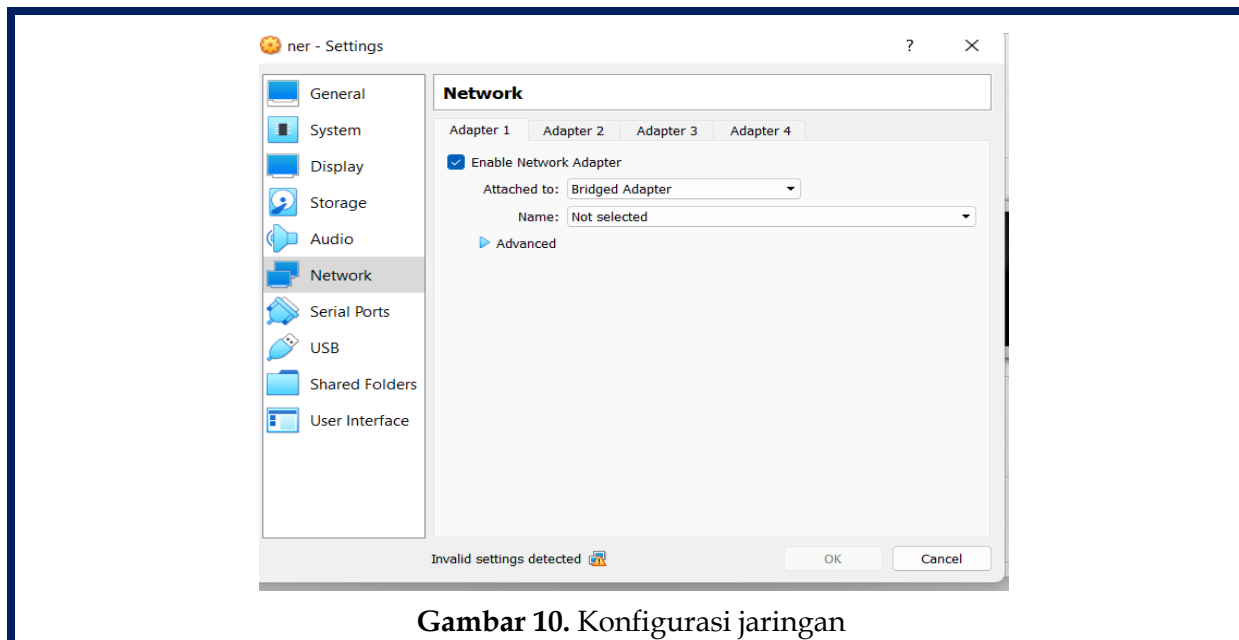 ner - Settings
?
General
System
Display
Storage
Audio
Network
Serial Ports
USB
Shared Folders
User Interface
Network
Adapter 1 Adapter 2 Adapter 3 Adapter 4
Enable Network Adapter
Attached to: Bridged Adapter
Name: Not selected
Advanced
Invalid settings detected
OK Cancel
Gambar 10. Konfigurasi jaringan